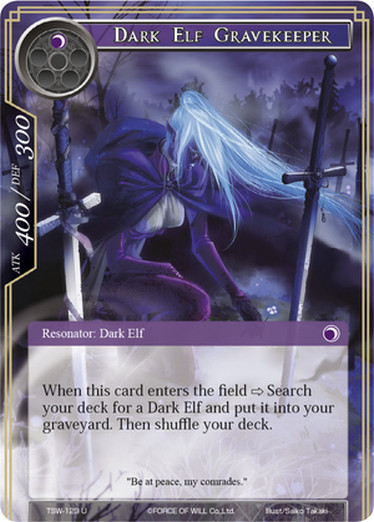 Dark Elf Gravekeeper
ATK 400 / DEF 300
Resonator: Dark Elf
When this card enters the field ⇨ Search
your deck for a Dark Elf and put it into your
graveyard. Then shuffle your deck.
"Be at peace, my comrades."
TSW-129 U ©FORCE OF WILL Co.,Ltd. Illust/Saiko Takaki